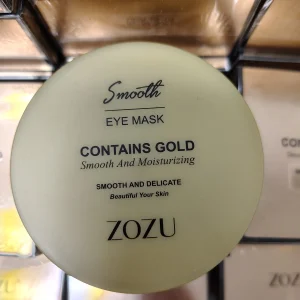 Smooth
EYE MASK
CONTAINS GOLD
Smooth And Moisturizing
SMOOTH AND DELICATE
Beautiful Your Skin
ZOZU